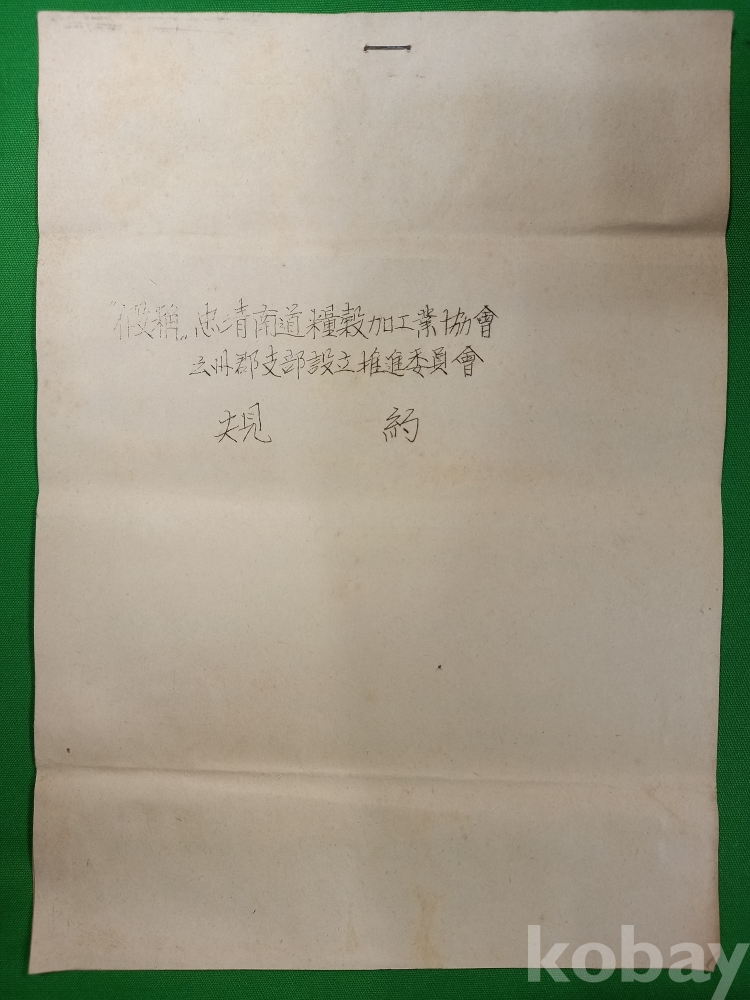 "假稱" 忠清南道糧穀加工業協會
公州郡支部設立推進委員會
規 約
kobay